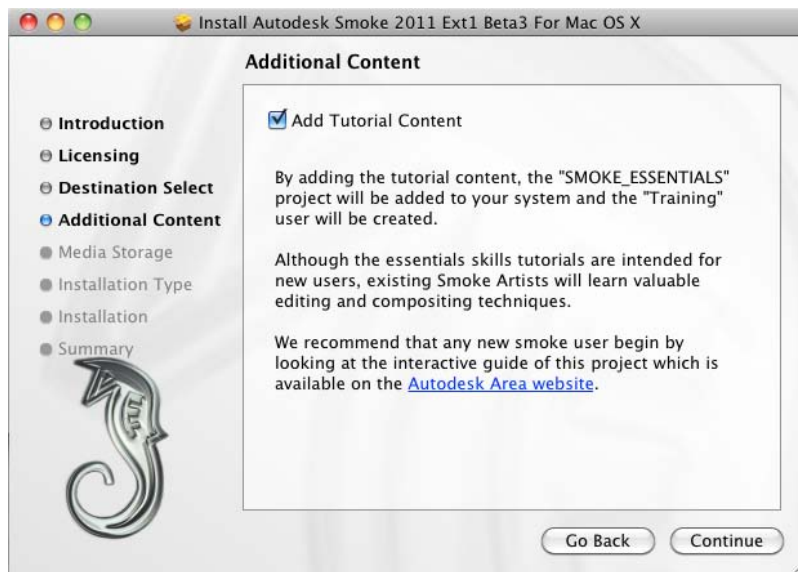 Install Autodesk Smoke 2011 Ext1 Beta3 For Mac OS X
Additional Content
Introduction
Licensing
Destination Select
Additional Content
Media Storage
Installation Type
Installation
Summary
Add Tutorial Content
By adding the tutorial content, the "SMOKE_ESSENTIALS"
project will be added to your system and the "Training"
user will be created.
Although the essentials skills tutorials are intended for
new users, existing Smoke Artists will learn valuable
editing and compositing techniques.
We recommend that any new smoke user begin by
looking at the interactive guide of this project which is
available on the Autodesk Area website.
Go Back
Continue